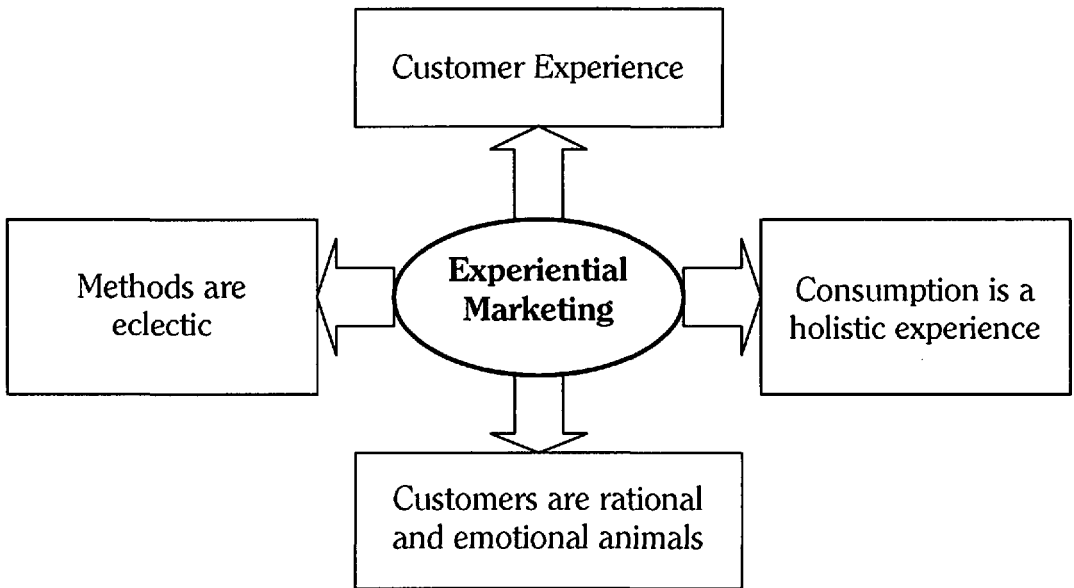 Customer Experience
Methods are
eclectic
Experiential
Marketing
Consumption is a
holistic experience
Customers are rational
and emotional animals